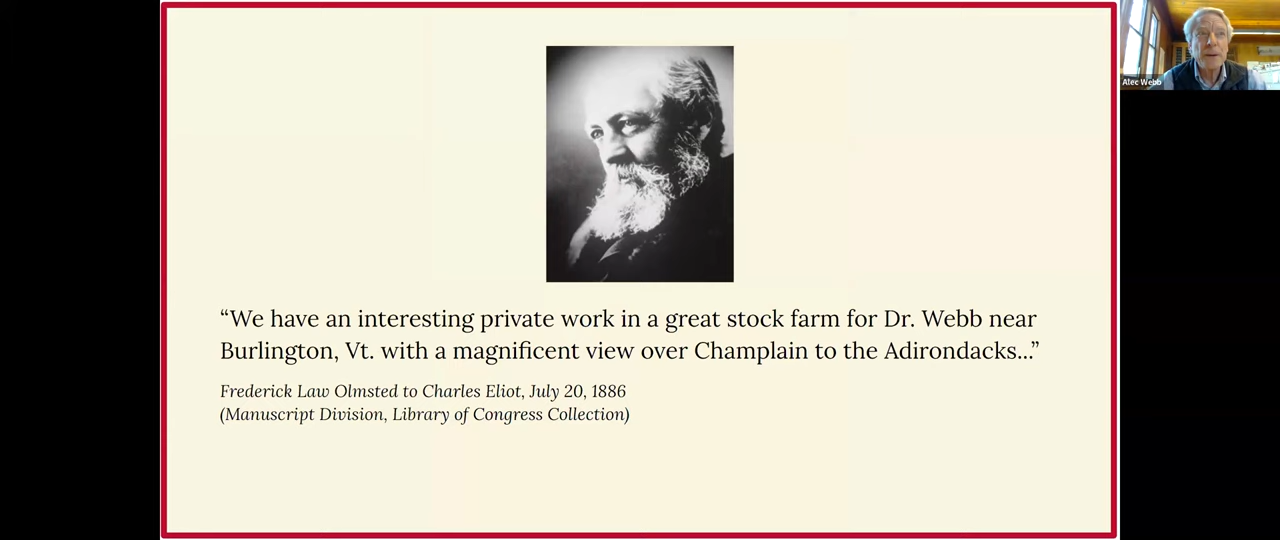 “We have an interesting private work in a great stock farm for Dr. Webb near
Burlington, Vt. with a magnificent view over Champlain to the Adirondacks...”
Frederick Law Olmsted to Charles Eliot, July 20, 1886
(Manuscript Division, Library of Congress Collection)
Alec Webb